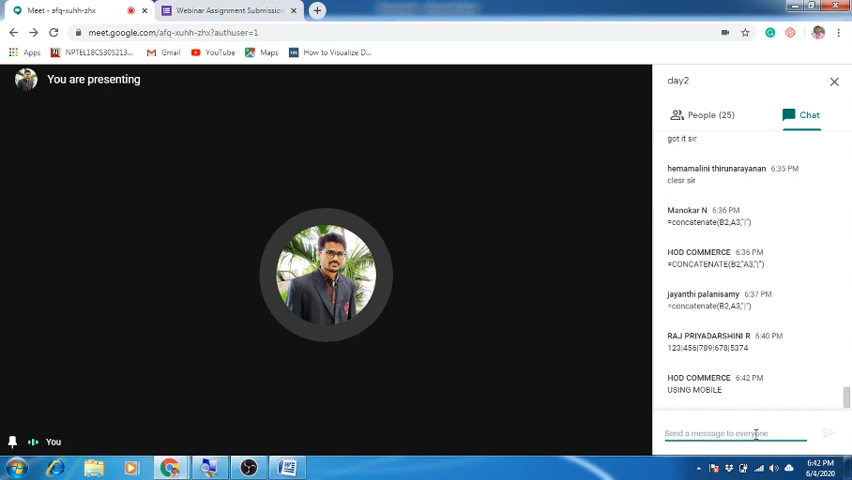 Meet - afq-xuhh-zhx
Webinar Assignment Submission
meet.google.com/afq-xuhh-zhx?authuser=1
Apps
NPTEL18CS30S213...
Gmail
YouTube
Maps
How to Visualize D...
You are presenting
day2
People (25)
Chat
got it sir
hemamalini thirunarayanan 6:35 PM
clesr sir
Manokar N 6:36 PM
=concatenate(B2,A3,"|")
HOD COMMERCE 6:36 PM
=CONCATENATE(B2,"A3,"|")
jayanthi palanisamy 6:37 PM
=concatenate(B2,A3,"|")
RAJ PRIYADARSHINI R 6:40 PM
123|456|789|678|5374
HOD COMMERCE 6:42 PM
USING MOBILE
Send a message to everyone
You
6:42 PM
6/4/2020